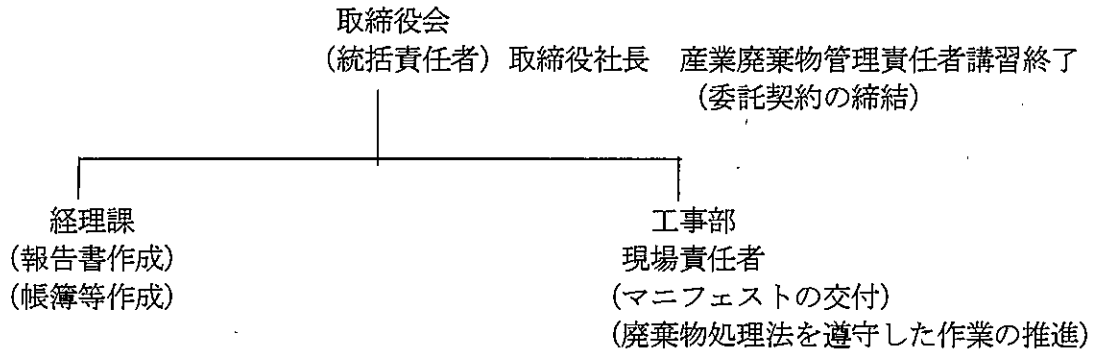 取締役会
(統括責任者) 取締役社長 産業廃棄物管理責任者講習終了
(委託契約の締結)
経理課
(報告書作成)
(帳簿等作成)
工事部
現場責任者
(マニフェストの交付)
(廃棄物処理法を遵守した作業の推進)